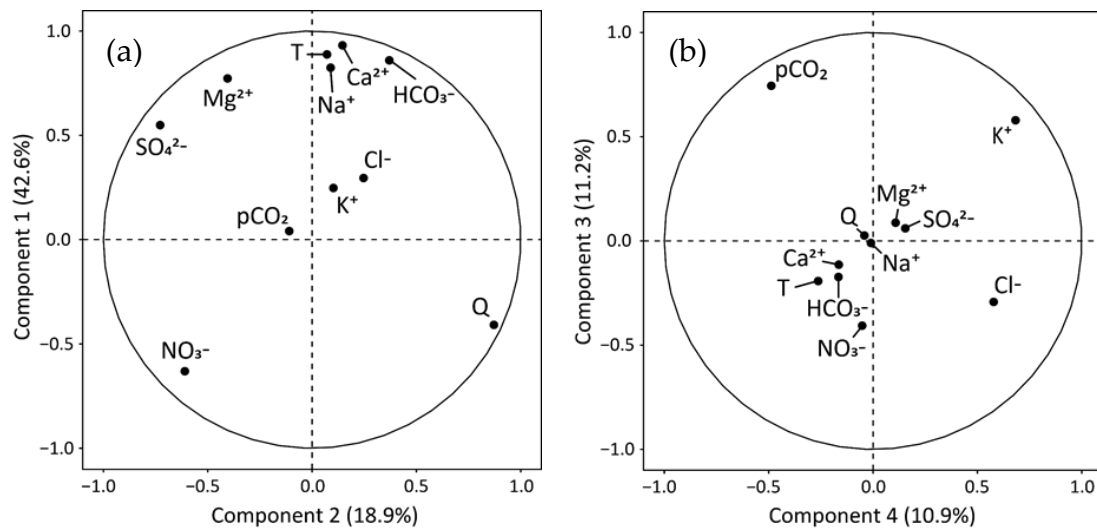 (a)
1.0
0.5
0.0
−0.5
−1.0
Component 1 (42.6%)
T
Ca²⁺
Na⁺
HCO₃⁻
Mg²⁺
SO₄²⁻
Cl-
K⁺
pCO₂
Q
NO₃⁻
−1.0
−0.5
0.0
0.5
1.0
Component 2 (18.9%)
(b)
1.0
0.5
0.0
−0.5
−1.0
Component 3 (11.2%)
pCO₂
K⁺
Mg²⁺
Q
SO₄²⁻
Na⁺
Ca²⁺
T
HCO₃⁻
Cl-
NO₃⁻
−1.0
−0.5
0.0
0.5
1.0
Component 4 (10.9%)